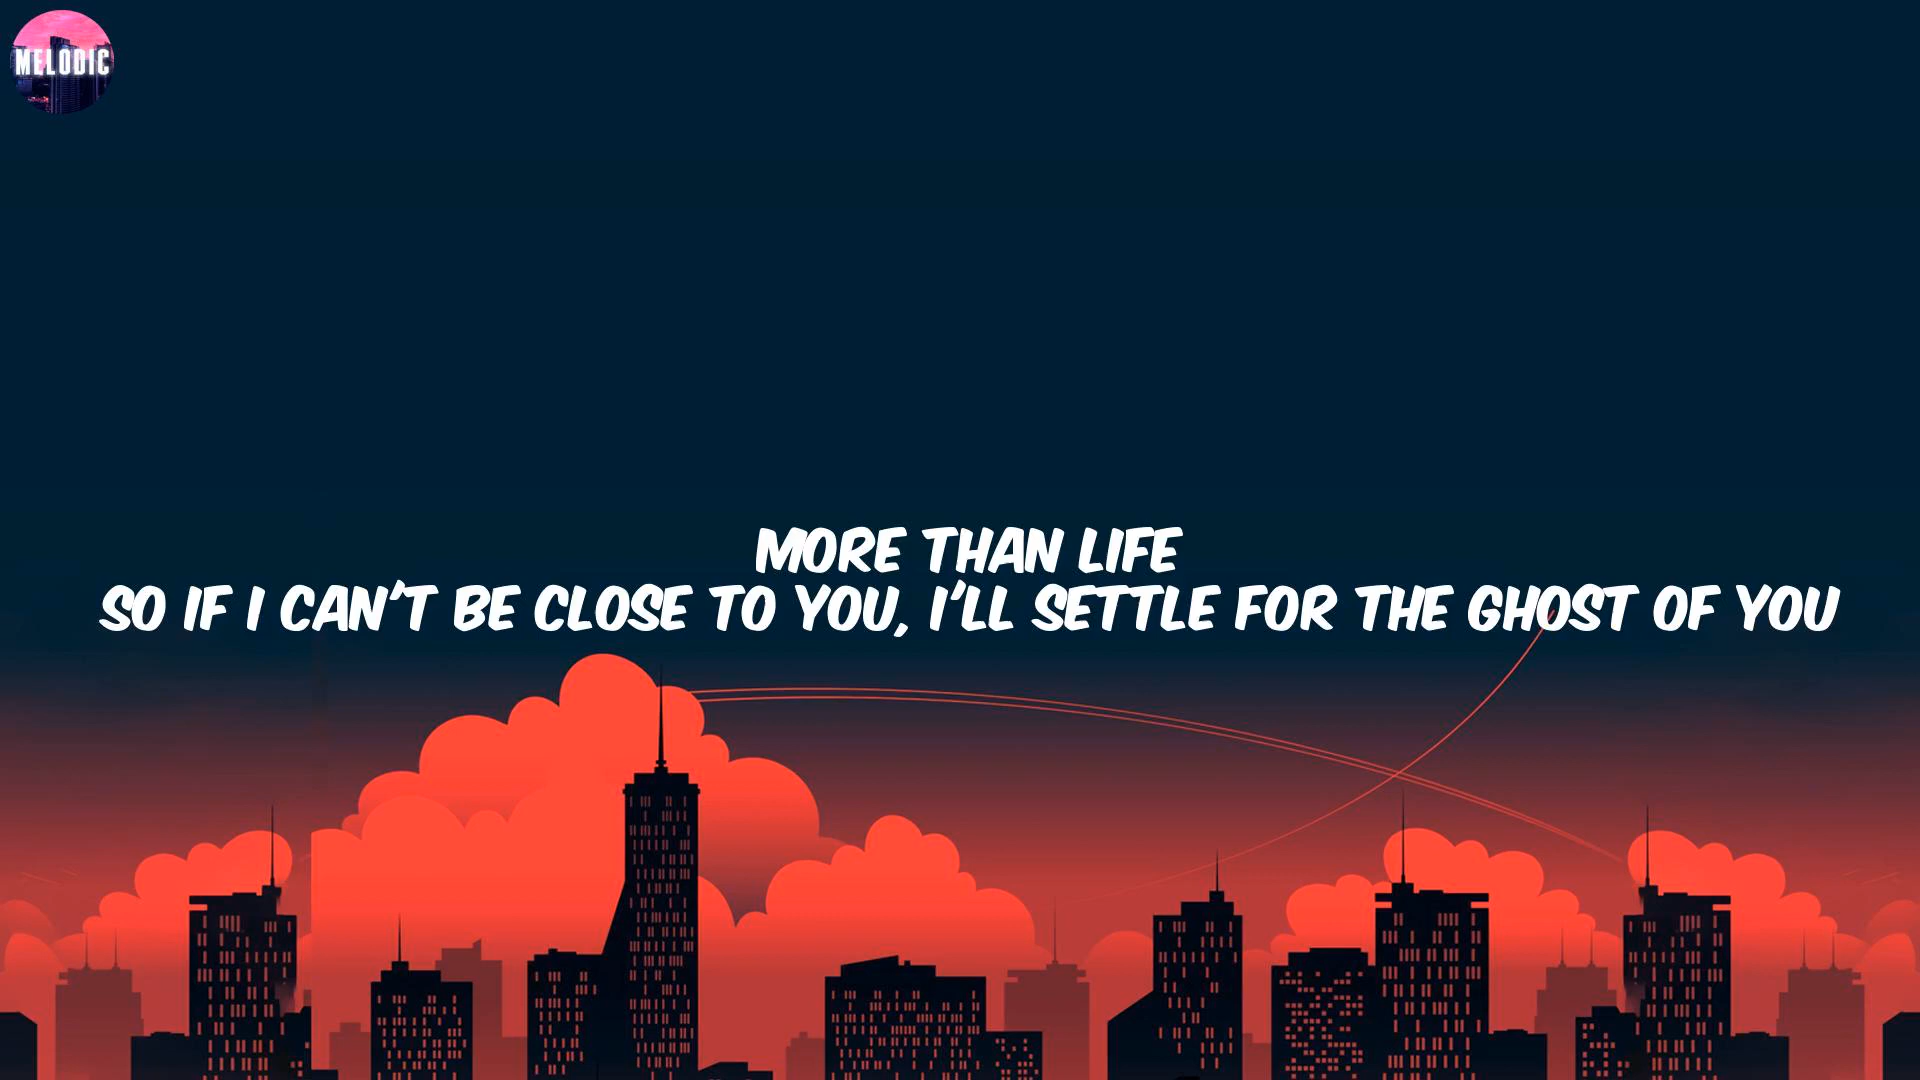 MELODIC
MORE THAN LIFE
SO IF I CAN'T BE CLOSE TO YOU, I'LL SETTLE FOR THE GHOST OF YOU